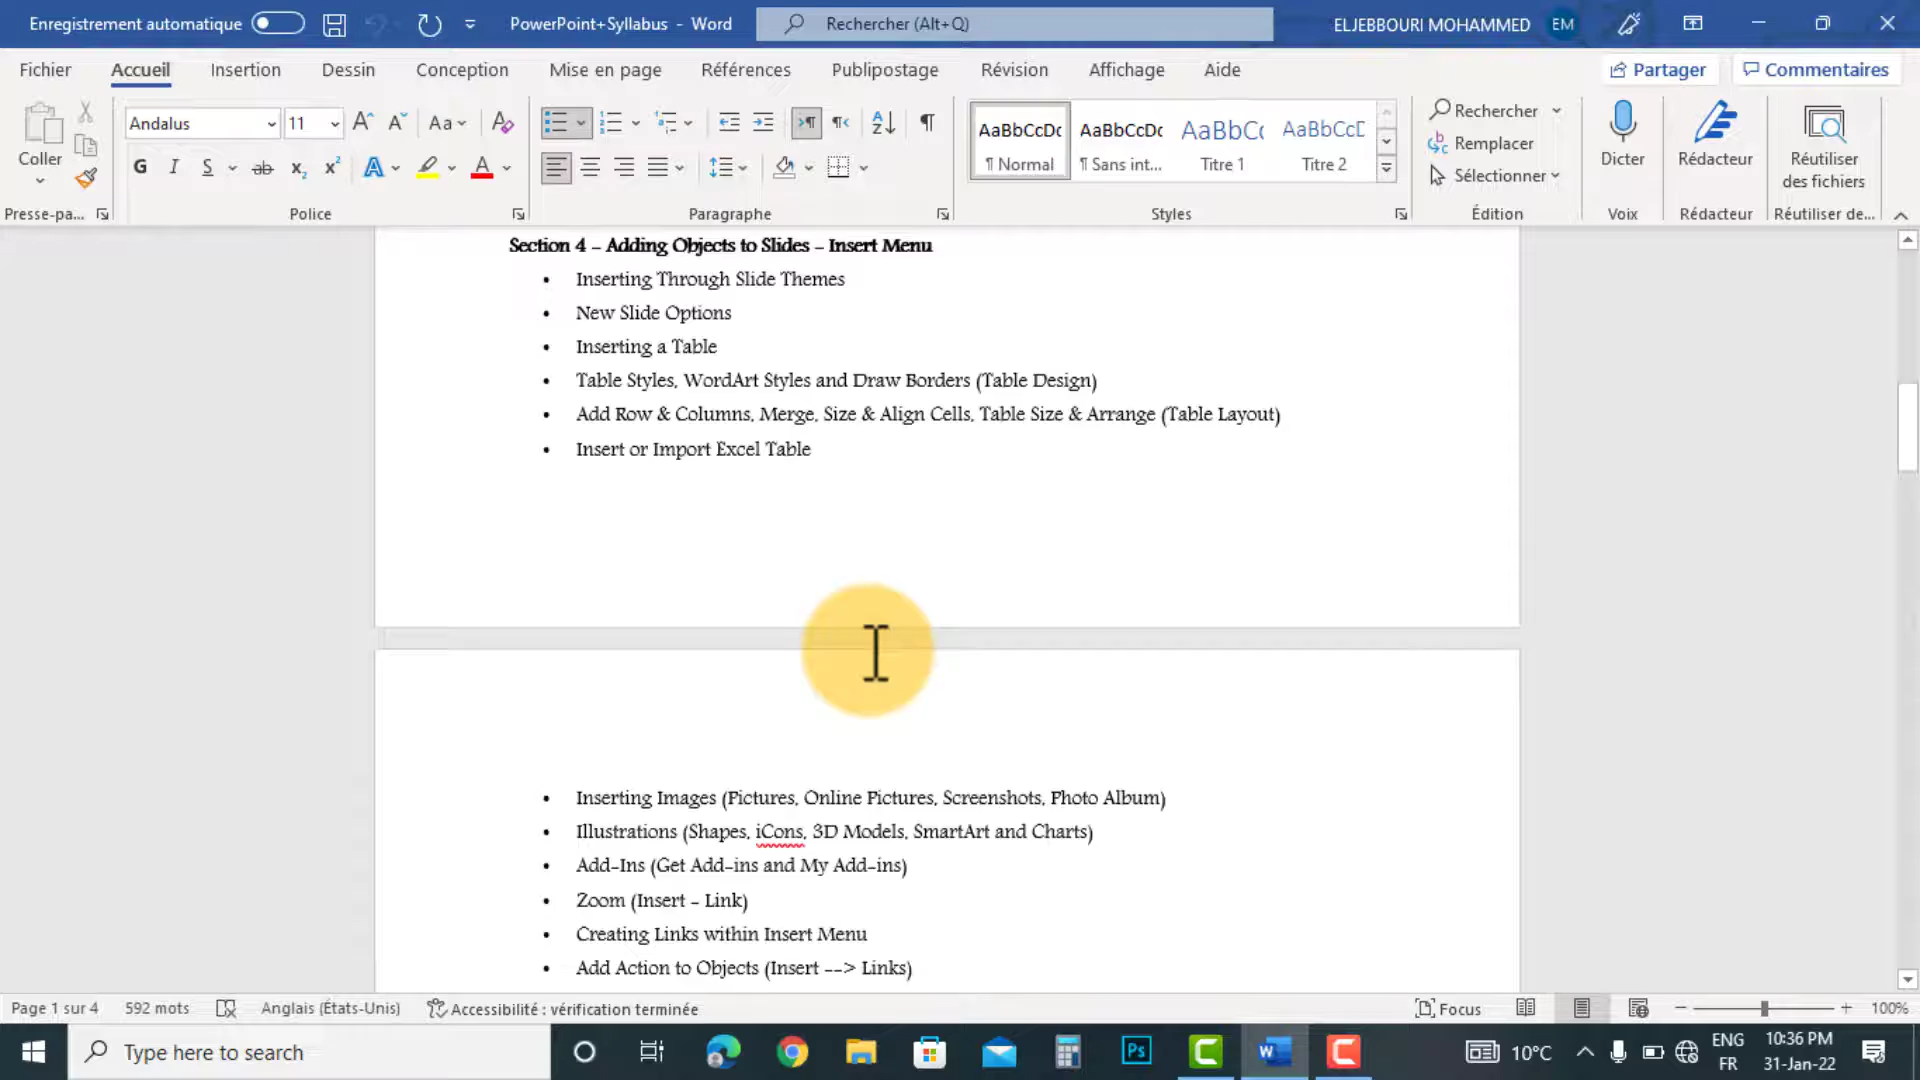 Enregistrement automatique
PowerPoint+Syllabus - Word
Rechercher (Alt+Q)
ELJEBBOURI MOHAMMED
EM
Fichier
Accueil
Insertion
Dessin
Conception
Mise en page
Références
Publipostage
Révision
Affichage
Aide
Partager
Commentaires
Coller
Andalus
11
Aa
G I S ab x₂ x²
AaBbCcDc
¶ Normal
AaBbCcDc
¶ Sans int...
AaBbCc
Titre 1
AaBbCcD
Titre 2
Rechercher
Remplacer
Sélectionner
Dicter
Rédacteur
Réutiliser
des fichiers
Presse-pa...
Police
Paragraphe
Styles
Édition
Voix
Rédacteur
Réutiliser de...
Section 4 – Adding Objects to Slides – Insert Menu
• Inserting Through Slide Themes
• New Slide Options
• Inserting a Table
• Table Styles, WordArt Styles and Draw Borders (Table Design)
• Add Row & Columns, Merge, Size & Align Cells, Table Size & Arrange (Table Layout)
• Insert or Import Excel Table
• Inserting Images (Pictures, Online Pictures, Screenshots, Photo Album)
• Illustrations (Shapes, iCons, 3D Models, SmartArt and Charts)
• Add-Ins (Get Add-ins and My Add-ins)
• Zoom (Insert – Link)
• Creating Links within Insert Menu
• Add Action to Objects (Insert --> Links)
Page 1 sur 4
592 mots
Anglais (États-Unis)
Accessibilité : vérification terminée
Focus
100%
Type here to search
Ps
10°C
ENG
FR
10:36 PM
31-Jan-22